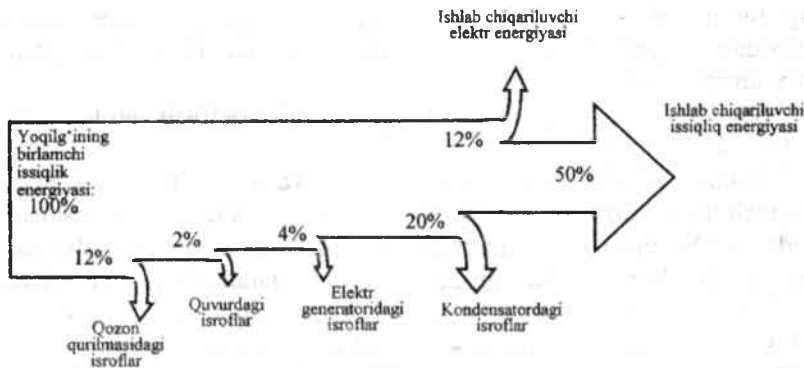 Ishlab chiqariluvchi
elektr energiyasi
Ishlab chiqariluvchi
issiqliq energiyasi
Yoqilg'ining
birlamchi
issiqlik
energiyasi:
100%
12%
50%
12%
2%
4%
20%
Qozon
qurilmasidagi
isroflar
Quvurdagi
isroflar
Elektr
generatoridagi
isroflar
Kondensatordagi
isroflar